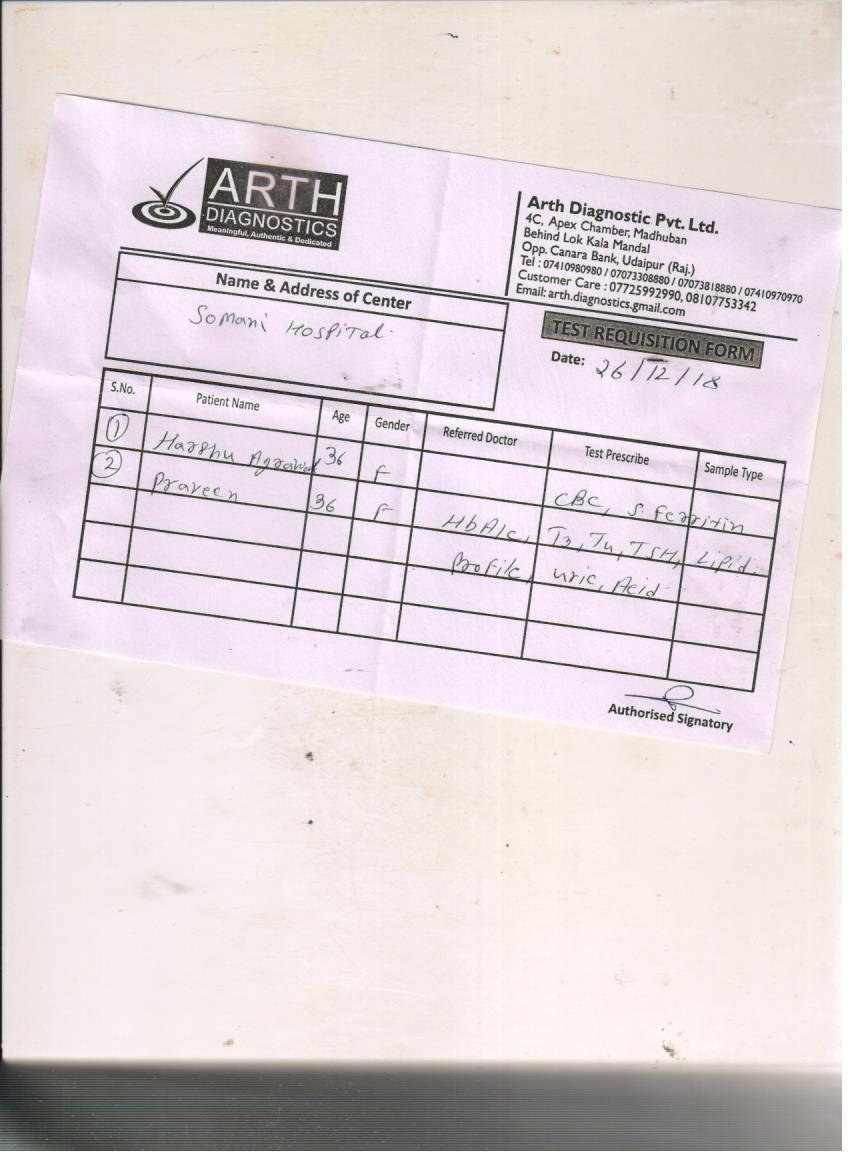 ARTH
DIAGNOSTICS
Meaningful, Authentic & Dedicated
Arth Diagnostic Pvt. Ltd.
4C, Apex Chamber, Madhuban
Behind Lok Kala Mandal
Opp. Canara Bank, Udaipur (Raj.)
Tel : 07410980980 / 07073308880 / 07073818880 / 07410970970
Customer Care : 07725992990, 08107753342
Email: arth.diagnostics.gmail.com
Name & Address of Center
Somani Hospital
TEST REQUISITION FORM
Date: 26/12/18
S.No. Patient Name Age Gender Referred Doctor Test Prescribe Sample Type
1 Harshu Agrawal 36 F CBC, S. Ferritin
2 Praveen 36 F HbA1c, T3, T4, TSH, Lipid
Profile, uric, Acid
Authorised Signatory